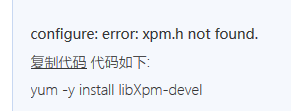 configure: error: xpm.h not found.
复制代码 代码如下:
yum -y install libXpm-devel